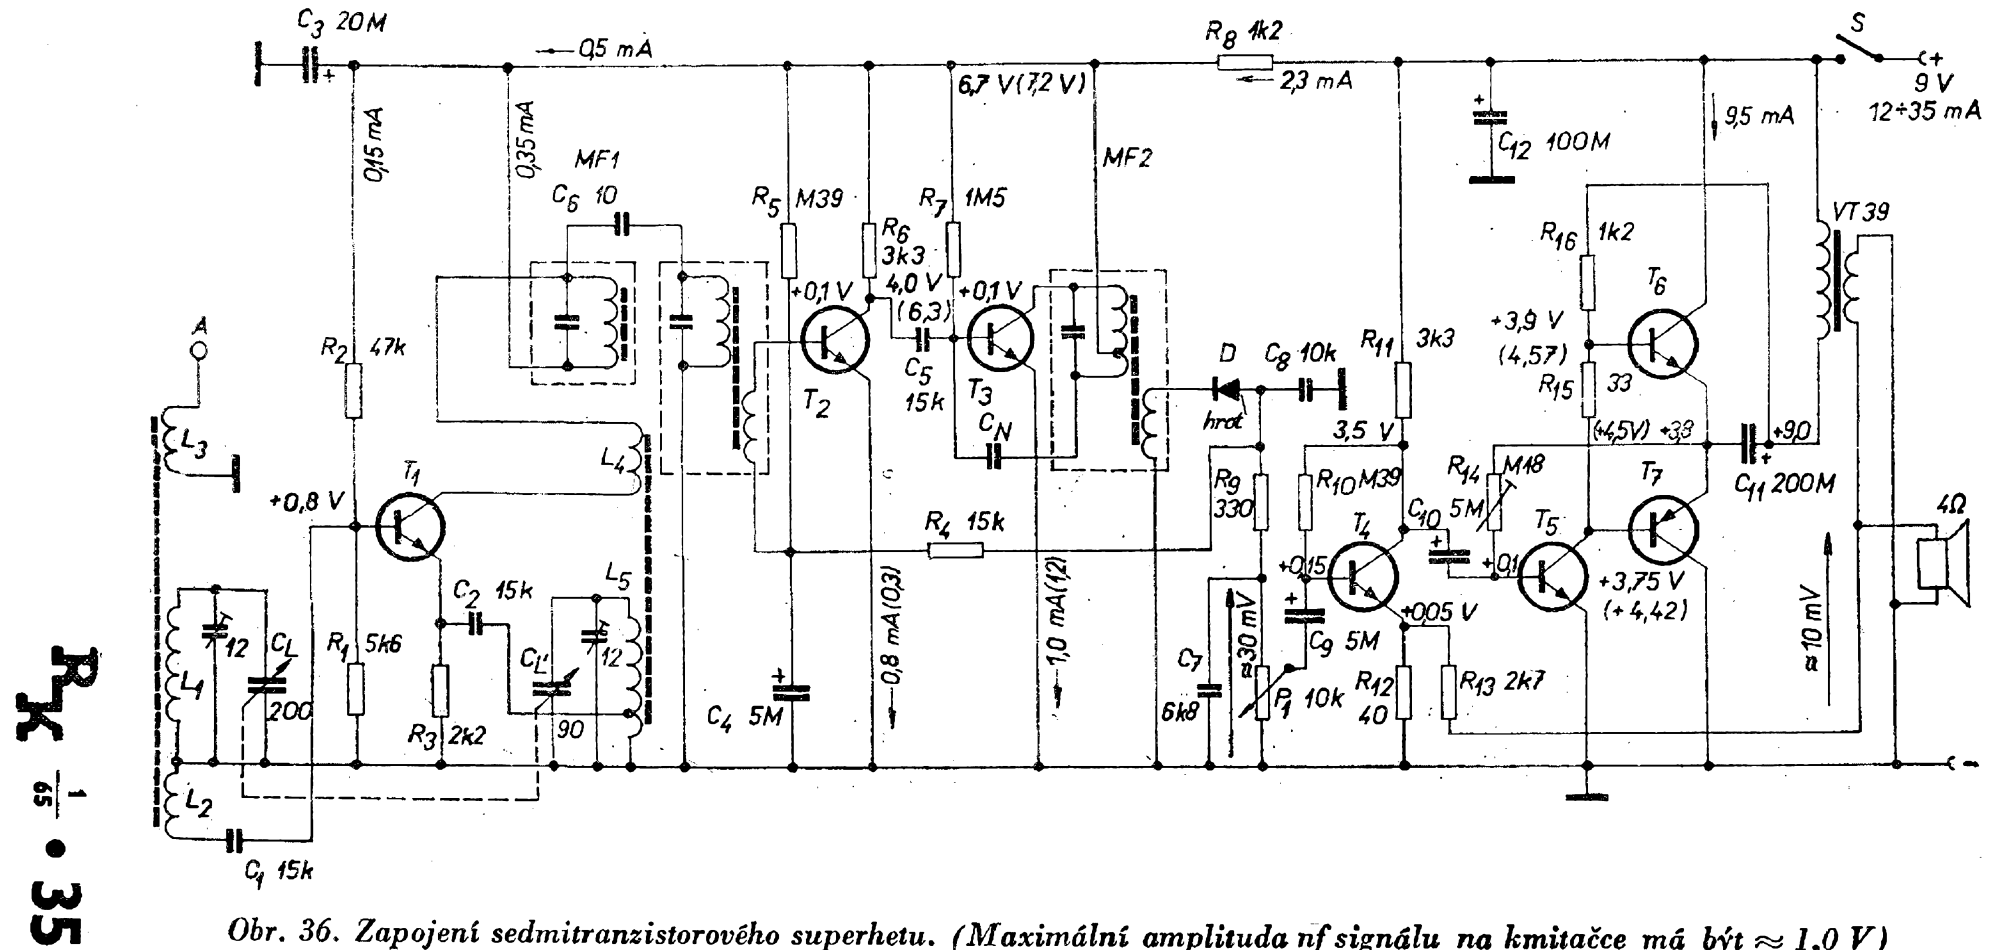 C3 20M
0,5 mA
R8 1k2
2,3 mA
6,7 V (7,2 V)
S
+
9 V
12÷35 mA
0,15 mA
0,35 mA
MF1
C6 10
R5 M39
R6
3k3
4,0 V
(6,3)
R7 1M5
MF2
+
C12 100M
9,5 mA
VT39
R16 1k2
T6
+3,9 V
(4,57)
R15 33
A
R2 47k
+0,1 V
T2
C5
15k
+0,1 V
T3
CN
D
hrot
C8 10k
R11 3k3
3,5 V
(+4,5V) +3,8
+9,0
L3
L4
T1
+0,8 V
R4 15k
R9
330
R10 M39
C10
5M
R14 M18
T4
T5
T7
C11 200M
4Ω
+0,15
+0,1
+3,75 V
(+4,42)
C2 15k
L5
+0,05 V
L1
12
CL
200
R1 5k6
R3 2k2
CL'
90
12
C4 5M
0,8 mA (0,3)
1,0 mA (1,2)
C7
6k8
≈30 mV
C9 5M
P1 10k
R12
40
R13 2k7
≈10 mV
-
L2
C1 15k
RK 1/65 • 35
Obr. 36. Zapojení sedmitranzistorového superhetu. (Maximální amplituda nf signálu na kmitačce má být ≈ 1,0 V)